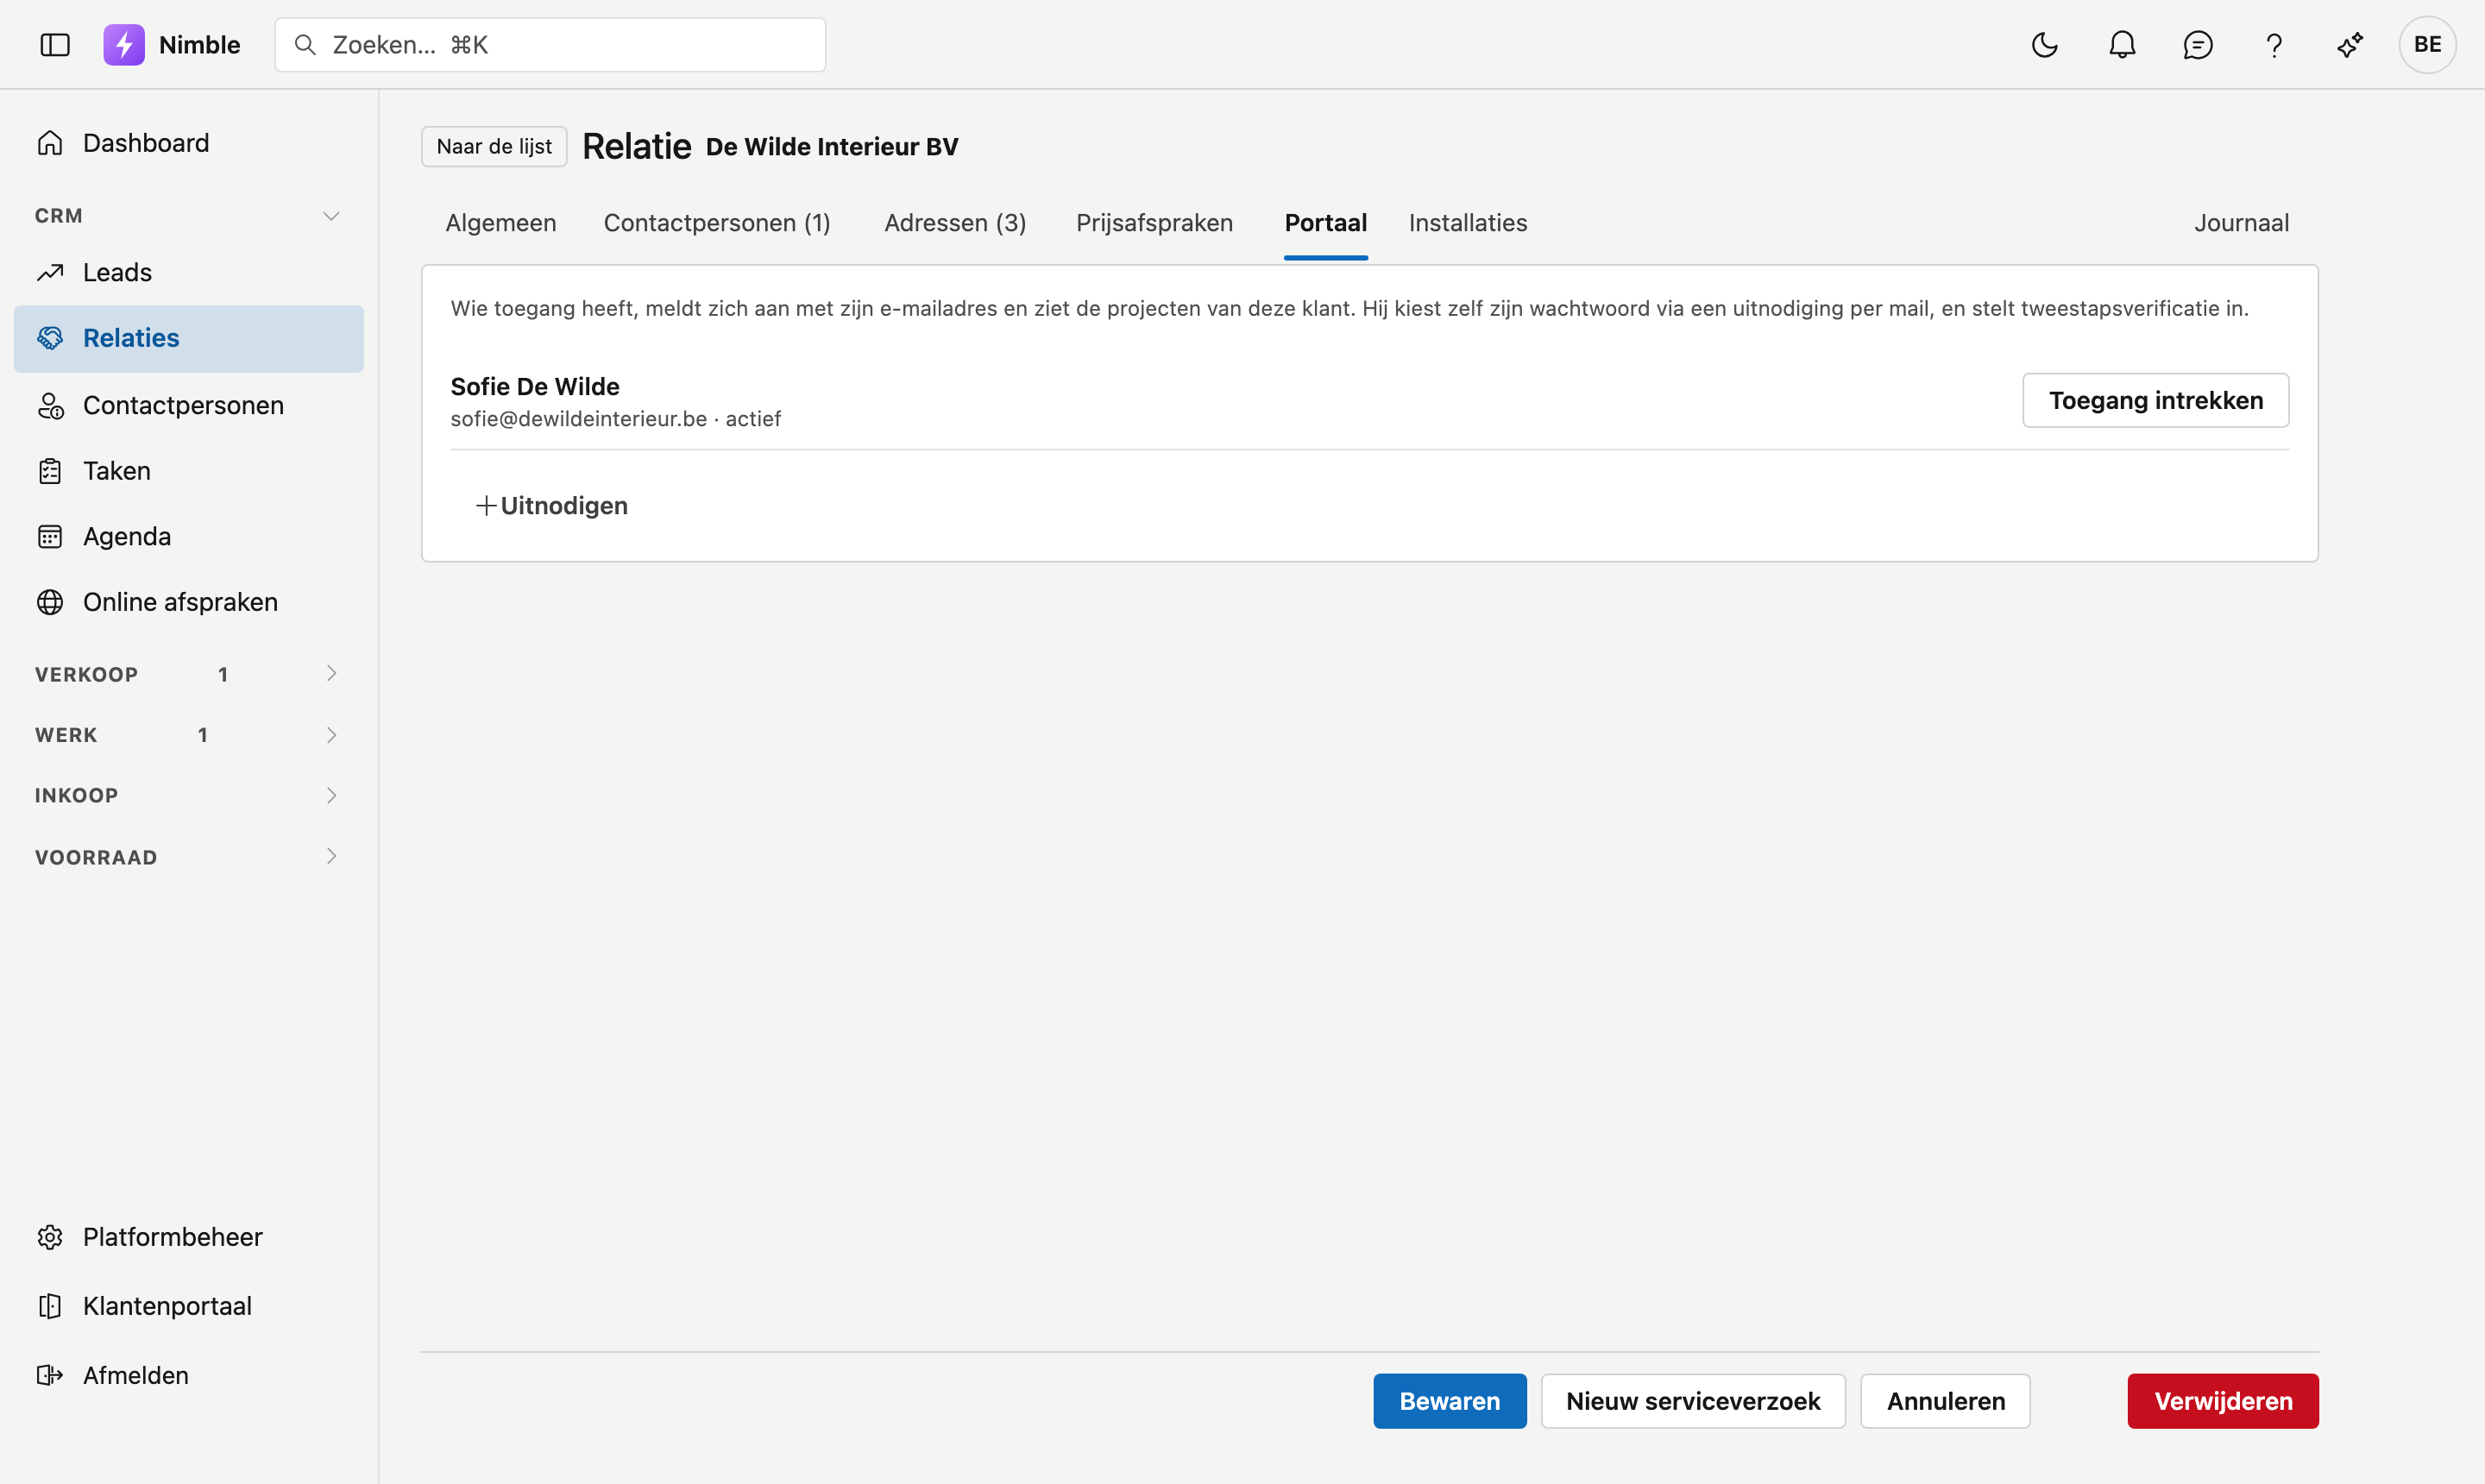 Nimble
Zoeken... ⌘K
BE
Dashboard
CRM
Leads
Relaties
Contactpersonen
Taken
Agenda
Online afspraken
VERKOOP 1
WERK 1
INKOOP
VOORRAAD
Platformbeheer
Klantenportaal
Afmelden
Naar de lijst Relatie De Wilde Interieur BV
Algemeen Contactpersonen (1) Adressen (3) Prijsafspraken Portaal Installaties Journaal
Wie toegang heeft, meldt zich aan met zijn e-mailadres en ziet de projecten van deze klant. Hij kiest zelf zijn wachtwoord via een uitnodiging per mail, en stelt tweestapsverificatie in.
Sofie De Wilde
sofie@dewildeinterieur.be · actief
Toegang intrekken
Uitnodigen
Bewaren Nieuw serviceverzoek Annuleren Verwijderen